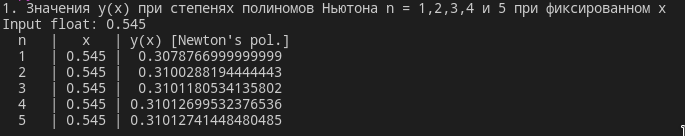 1. Значения y(x) при степенях полиномов Ньютона n = 1,2,3,4 и 5 при фиксированном x
Input float: 0.545
n | x | y(x) [Newton's pol.]
1 | 0.545 | 0.3078766999999999
2 | 0.545 | 0.3100288194444443
3 | 0.545 | 0.3101180534135802
4 | 0.545 | 0.31012699532376536
5 | 0.545 | 0.31012741448480485